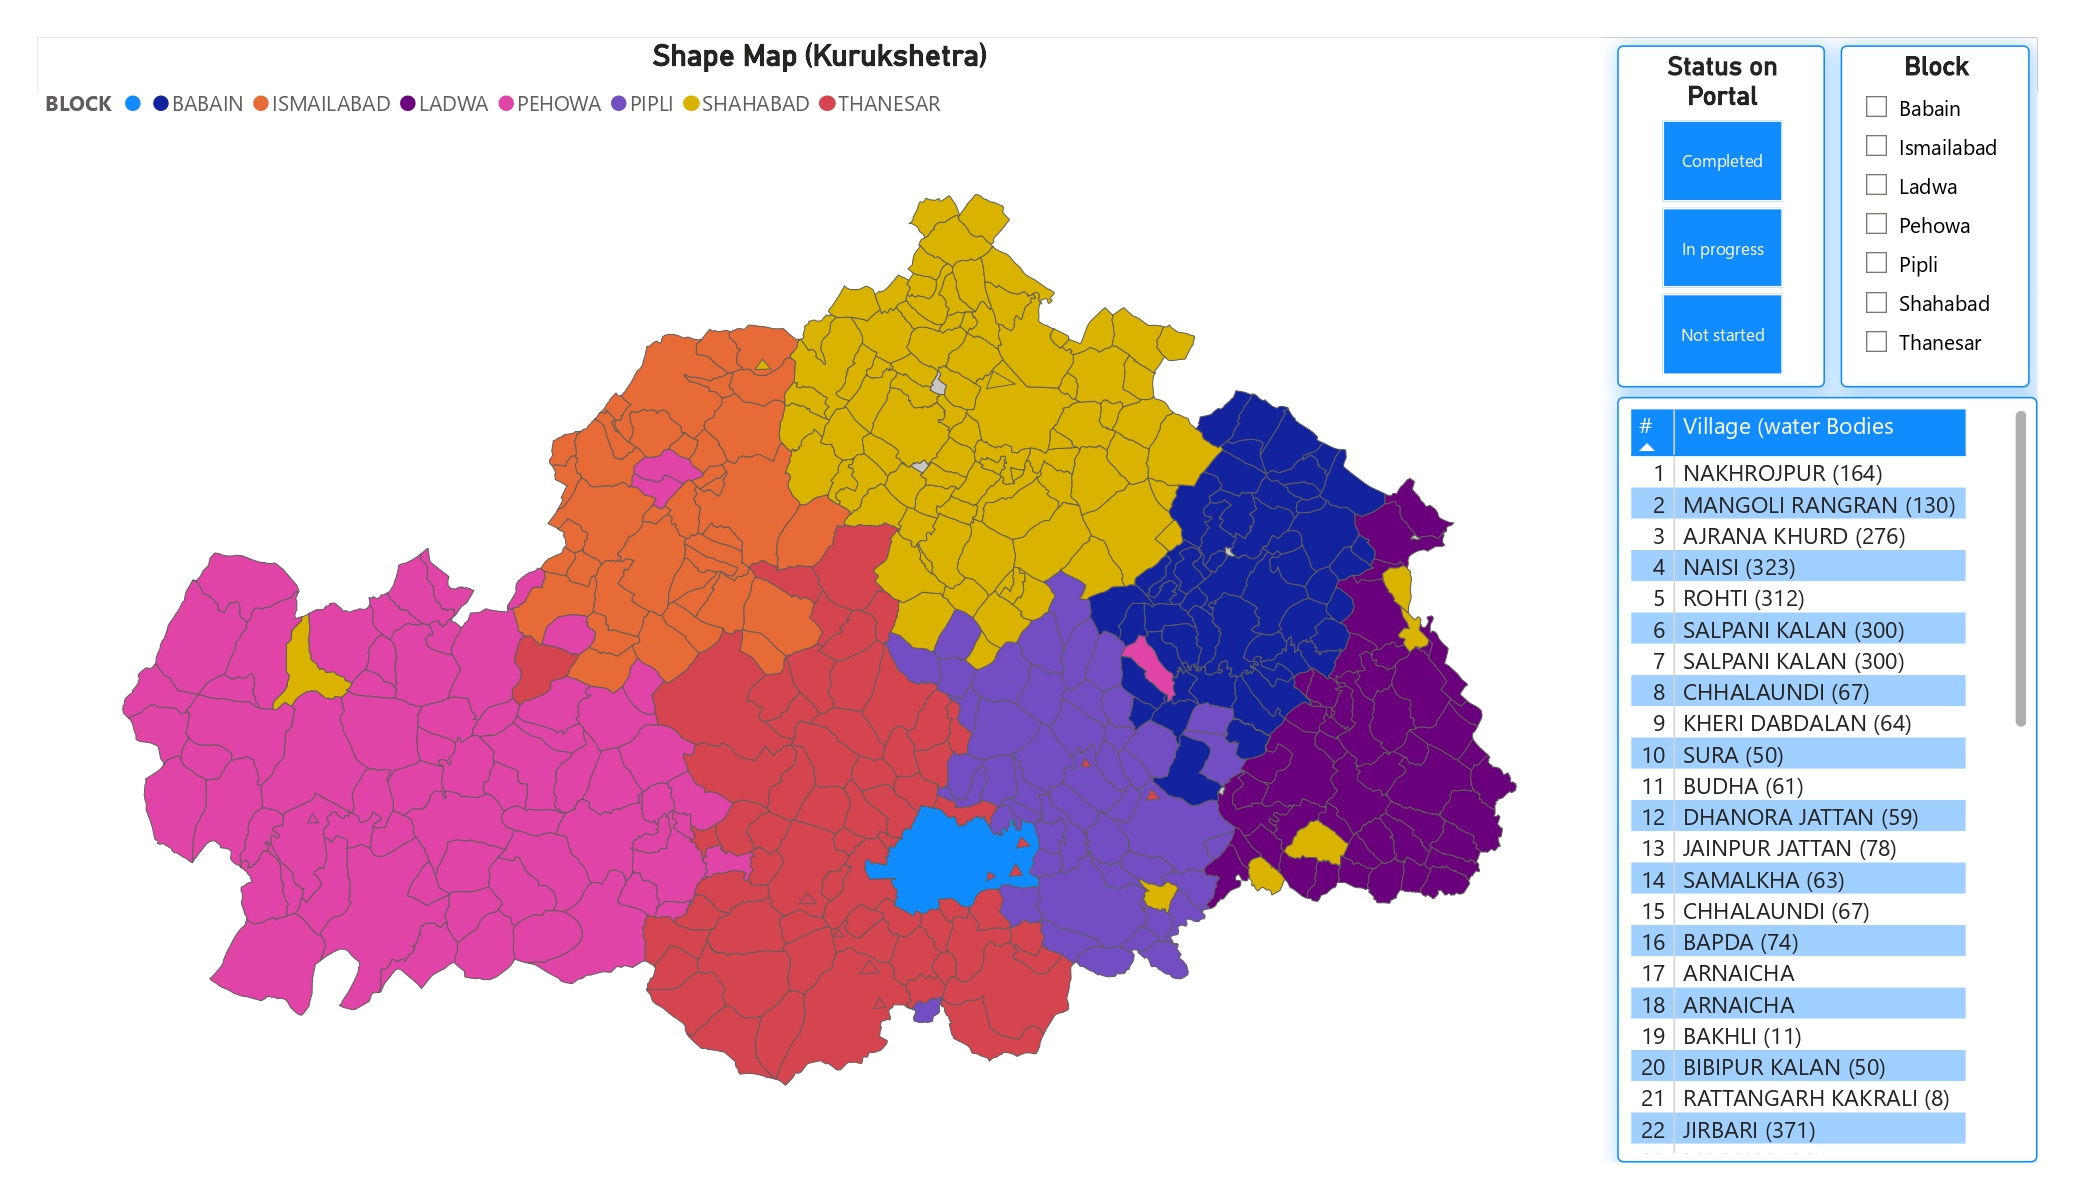 Shape Map (Kurukshetra)
BLOCK BABAIN ISMAILABAD LADWA PEHOWA PIPLI SHAHABAD THANESAR
Status on
Portal
Completed
In progress
Not started
Block
Babain
Ismailabad
Ladwa
Pehowa
Pipli
Shahabad
Thanesar
# Village (water Bodies
1 NAKHROJPUR (164)
2 MANGOLI RANGRAN (130)
3 AJRANA KHURD (276)
4 NAISI (323)
5 ROHTI (312)
6 SALPANI KALAN (300)
7 SALPANI KALAN (300)
8 CHHALAUNDI (67)
9 KHERI DABDALAN (64)
10 SURA (50)
11 BUDHA (61)
12 DHANORA JATTAN (59)
13 JAINPUR JATTAN (78)
14 SAMALKHA (63)
15 CHHALAUNDI (67)
16 BAPDA (74)
17 ARNAICHA
18 ARNAICHA
19 BAKHLI (11)
20 BIBIPUR KALAN (50)
21 RATTANGARH KAKRALI (8)
22 JIRBARI (371)